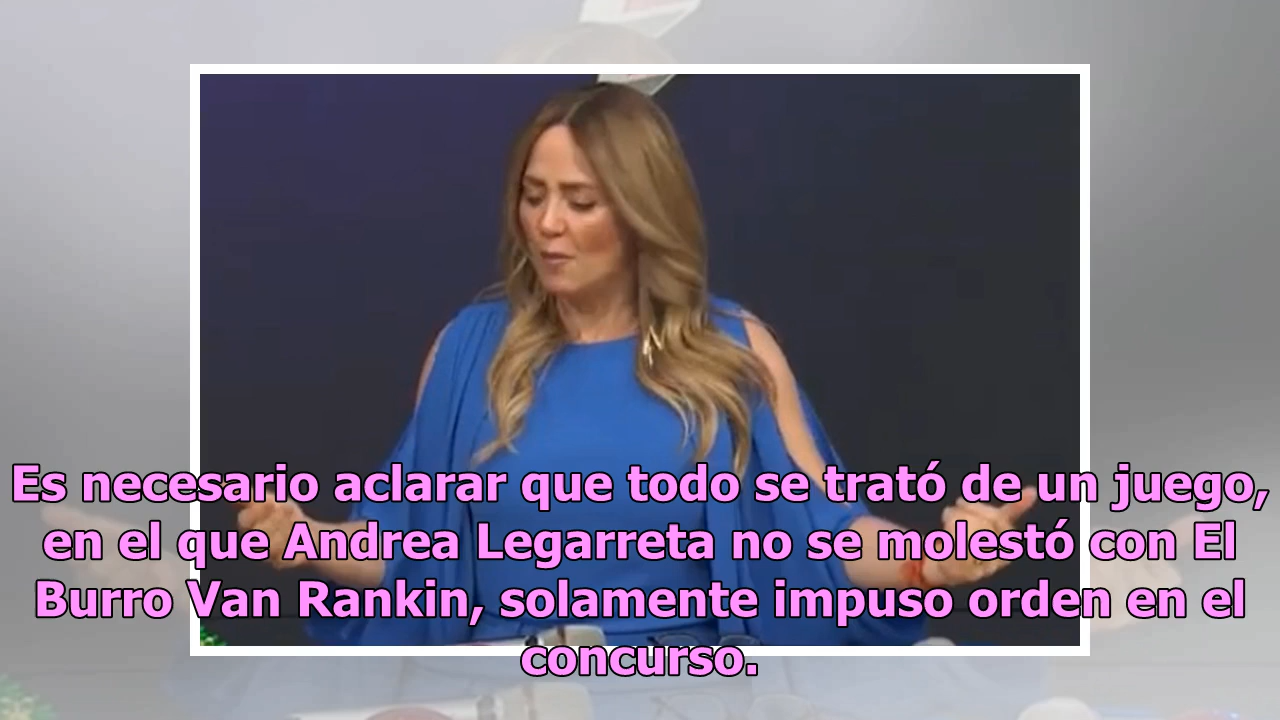 Es necesario aclarar que todo se trató de un juego,
en el que Andrea Legarreta no se molestó con El
Burro Van Rankin, solamente impuso orden en el
concurso.